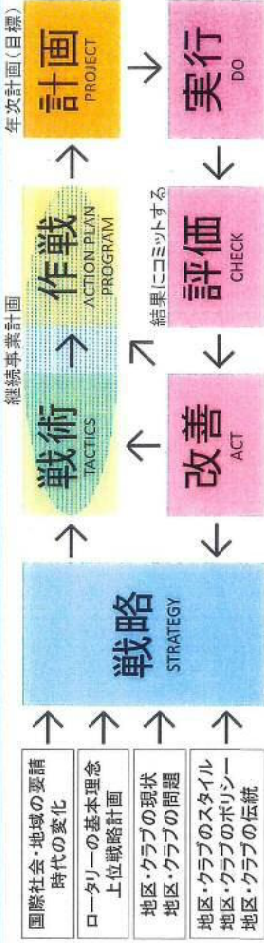 国際社会・地域の要請
時代の変化
ロータリーの基本理念
上位戦略計画
地区・クラブの現状
地区・クラブの問題
地区・クラブのスタイル
地区・クラブのポリシー
地区・クラブの伝統
戦略
STRATEGY
継続事業計画
戦術
TACTICS
作戦
ACTION PLAN
PROGRAM
年次計画(目標)
計画
PROJECT
実行
DO
結果にコミットする
評価
CHECK
改善
ACT